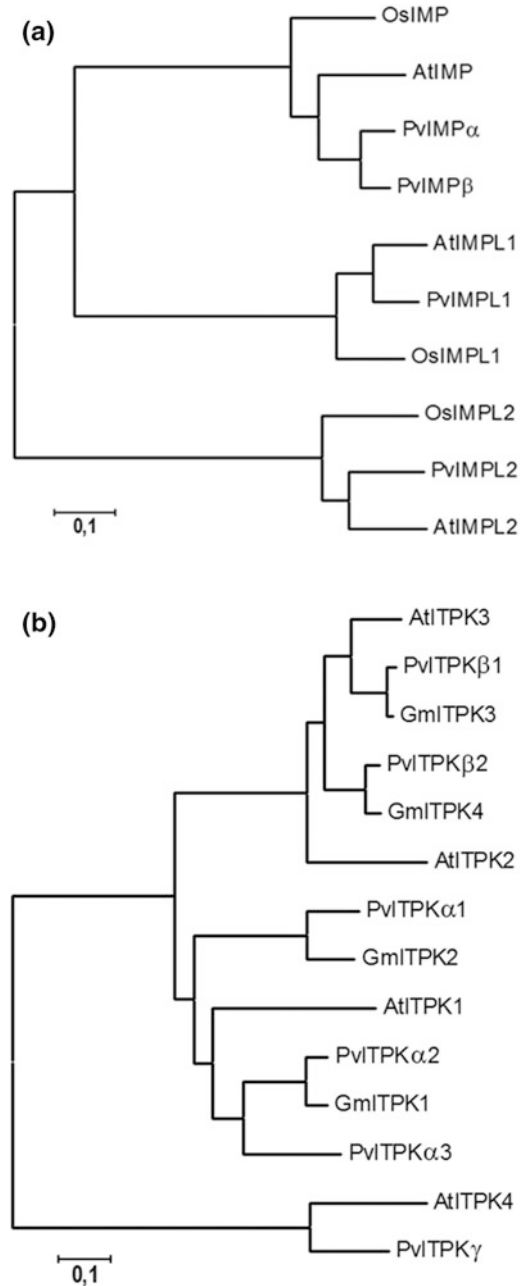 (a)
OsIMP
AtIMP
PvIMPα
PvIMPβ
AtIMPL1
PvIMPL1
OsIMPL1
OsIMPL2
PvIMPL2
AtIMPL2
0,1
(b)
AtITPK3
PvITPKβ1
GmITPK3
PvITPKβ2
GmITPK4
AtITPK2
PvITPKα1
GmITPK2
AtITPK1
PvITPKα2
GmITPK1
PvITPKα3
AtITPK4
PvITPKγ
0,1